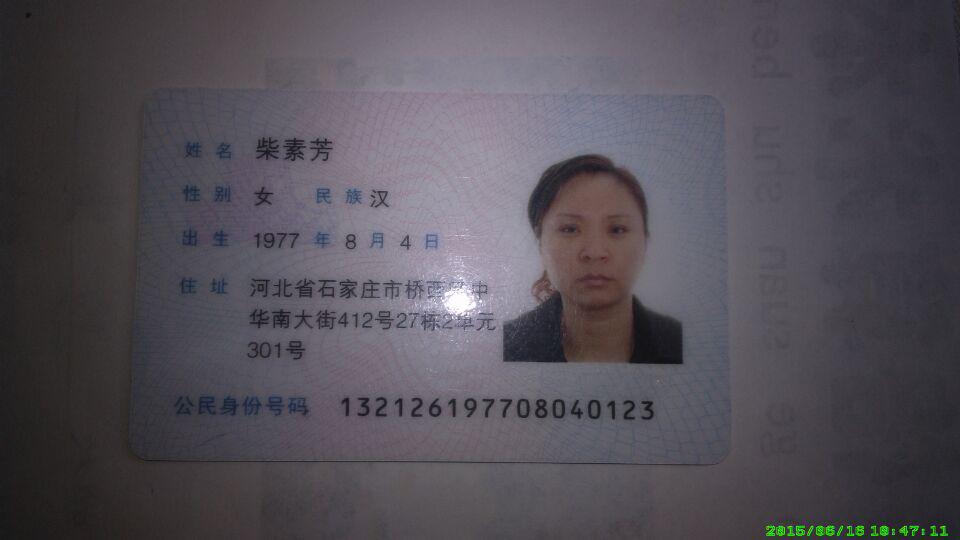 姓名 柴素芳
性别 女 民族 汉
出生 1977 年 8 月 4 日
住址 河北省石家庄市桥西区中
华南大街412号27栋2单元
301号
公民身份号码 132126197708040123
2015/06/16 10:47:11